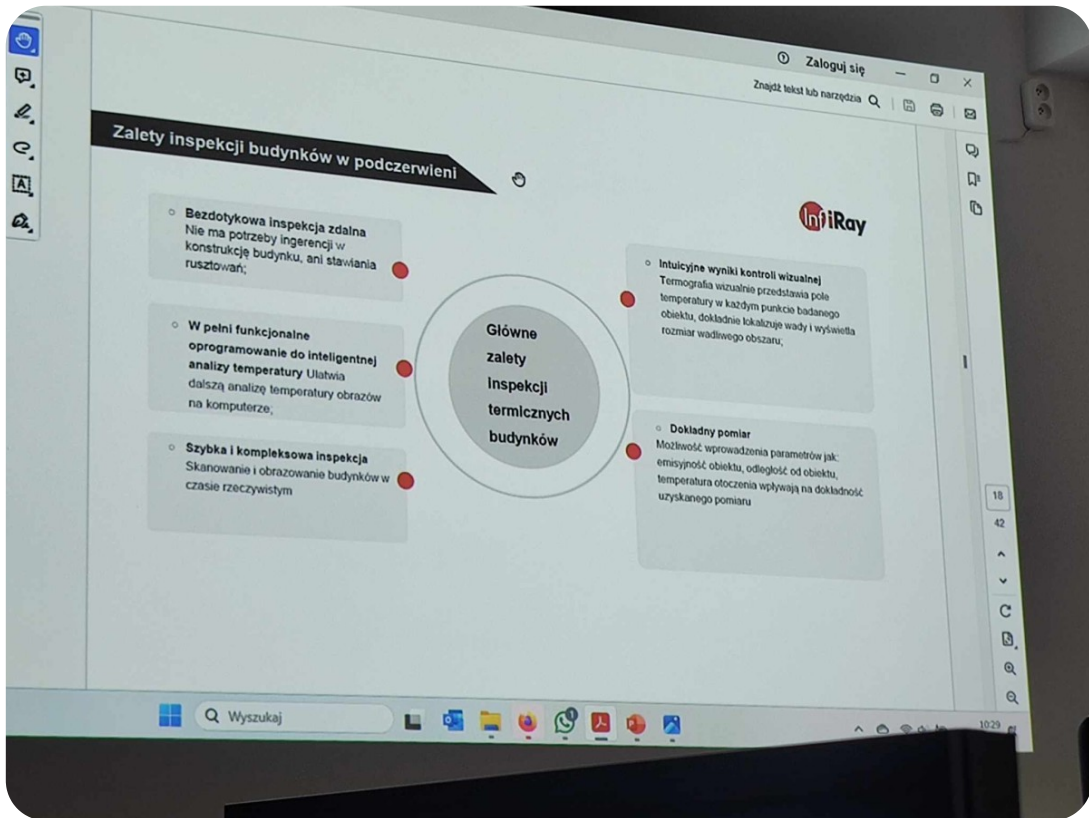 Zaloguj się
Znajdź tekst lub narzędzia
Zalety inspekcji budynków w podczerwieni
InfiRay
Bezdotykowa inspekcja zdalna
Nie ma potrzeby ingerencji w
konstrukcję budynku, ani stawiania
rusztowań;
W pełni funkcjonalne
oprogramowanie do inteligentnej
analizy temperatury Ułatwia
dalszą analizę temperatury obrazów
na komputerze;
Szybka i kompleksowa inspekcja
Skanowanie i obrazowanie budynków w
czasie rzeczywistym
Główne
zalety
Inspekcji
termicznych
budynków
Intuicyjne wyniki kontroli wizualnej
Termografia wizualnie przedstawia pole
temperatury w każdym punkcie badanego
obiektu, dokładnie lokalizuje wady i wyświetla
rozmiar wadliwego obszaru;
Dokładny pomiar
Możliwość wprowadzenia parametrów jak:
emisyjność obiektu, odległość od obiektu,
temperatura otoczenia wpływają na dokładność
uzyskanego pomiaru
18
42
Wyszukaj
10:29